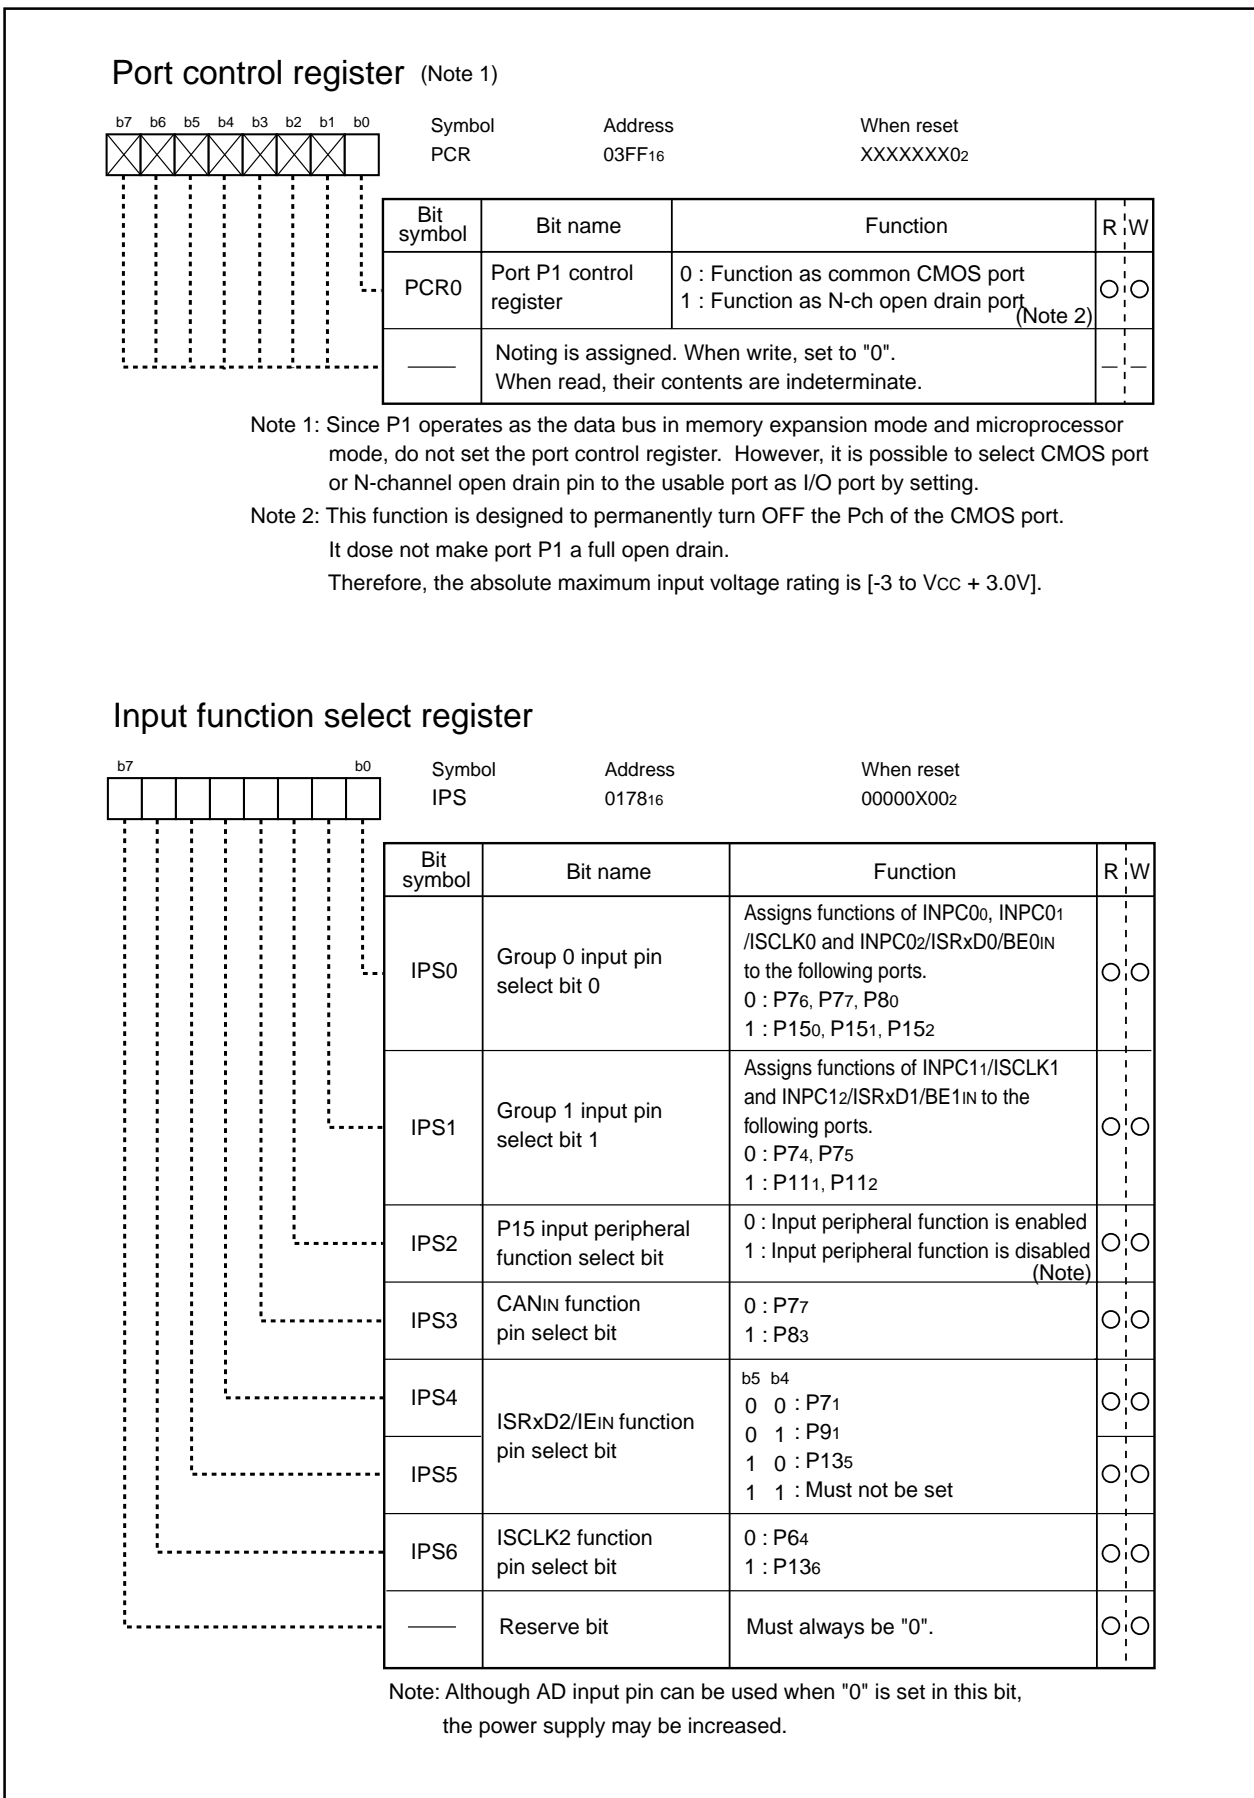 Port control register (Note 1)
b7 b6 b5 b4 b3 b2 b1 b0
Symbol Address When reset
PCR 03FF16 XXXXXXX02
Bit symbol Bit name Function R W
PCR0
Port P1 control
register
0 : Function as common CMOS port
1 : Function as N-ch open drain port
(Note 2)
Noting is assigned. When write, set to "0".
When read, their contents are indeterminate.
Note 1: Since P1 operates as the data bus in memory expansion mode and microprocessor
mode, do not set the port control register. However, it is possible to select CMOS port
or N-channel open drain pin to the usable port as I/O port by setting.
Note 2: This function is designed to permanently turn OFF the Pch of the CMOS port.
It dose not make port P1 a full open drain.
Therefore, the absolute maximum input voltage rating is [-3 to VCC + 3.0V].
Input function select register
b7 b0
Symbol Address When reset
IPS 017816 00000X002
Bit symbol Bit name Function R W
IPS0
Group 0 input pin
select bit 0
Assigns functions of INPC00, INPC01
/ISCLK0 and INPC02/ISRxD0/BE0IN
to the following ports.
0 : P76, P77, P80
1 : P150, P151, P152
IPS1
Group 1 input pin
select bit 1
Assigns functions of INPC11/ISCLK1
and INPC12/ISRxD1/BE1IN to the
following ports.
0 : P74, P75
1 : P111, P112
IPS2
P15 input peripheral
function select bit
0 : Input peripheral function is enabled
1 : Input peripheral function is disabled
(Note)
IPS3
CANIN function
pin select bit
0 : P77
1 : P83
IPS4
IPS5
ISRxD2/IEIN function
pin select bit
b5 b4
0 0 : P71
0 1 : P91
1 0 : P135
1 1 : Must not be set
IPS6
ISCLK2 function
pin select bit
0 : P64
1 : P136
Reserve bit
Must always be "0".
Note: Although AD input pin can be used when "0" is set in this bit,
the power supply may be increased.